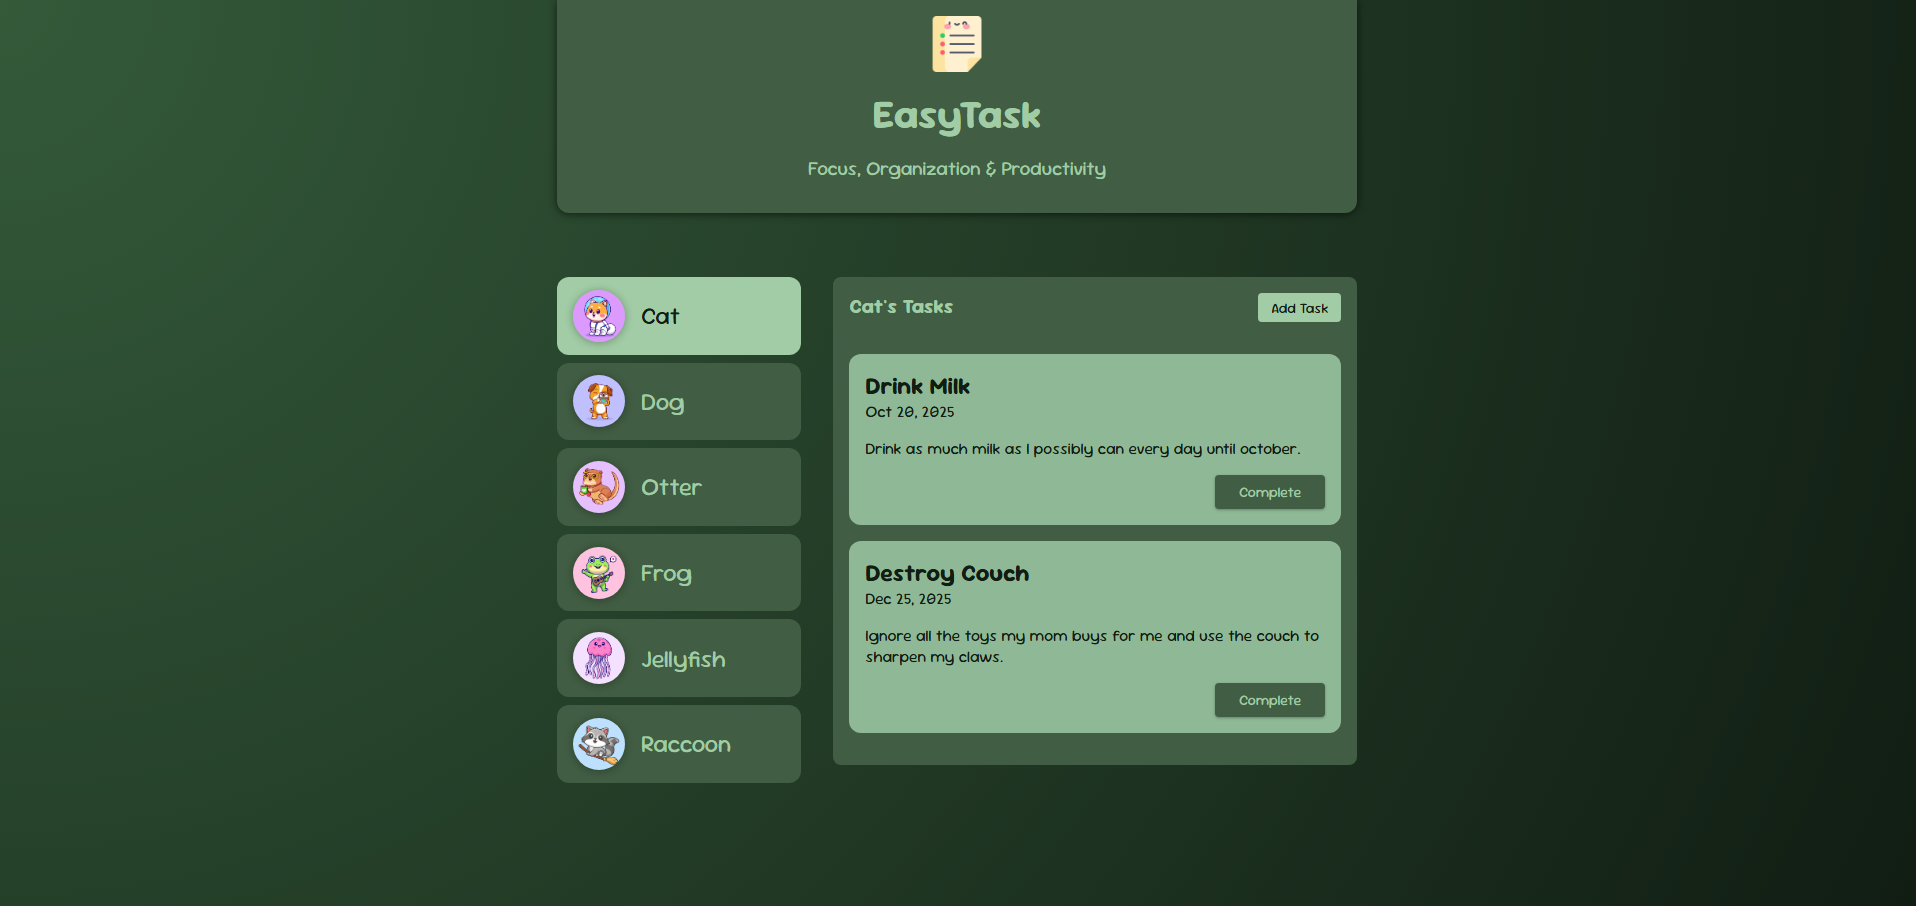 EasyTask
Focus, Organization & Productivity
Cat
Dog
Otter
Frog
Jellyfish
Raccoon
Cat's Tasks
Add Task
Drink Milk
Oct 20, 2025
Drink as much milk as I possibly can every day until october.
Complete
Destroy Couch
Dec 25, 2025
Ignore all the toys my mom buys for me and use the couch to
sharpen my claws.
Complete